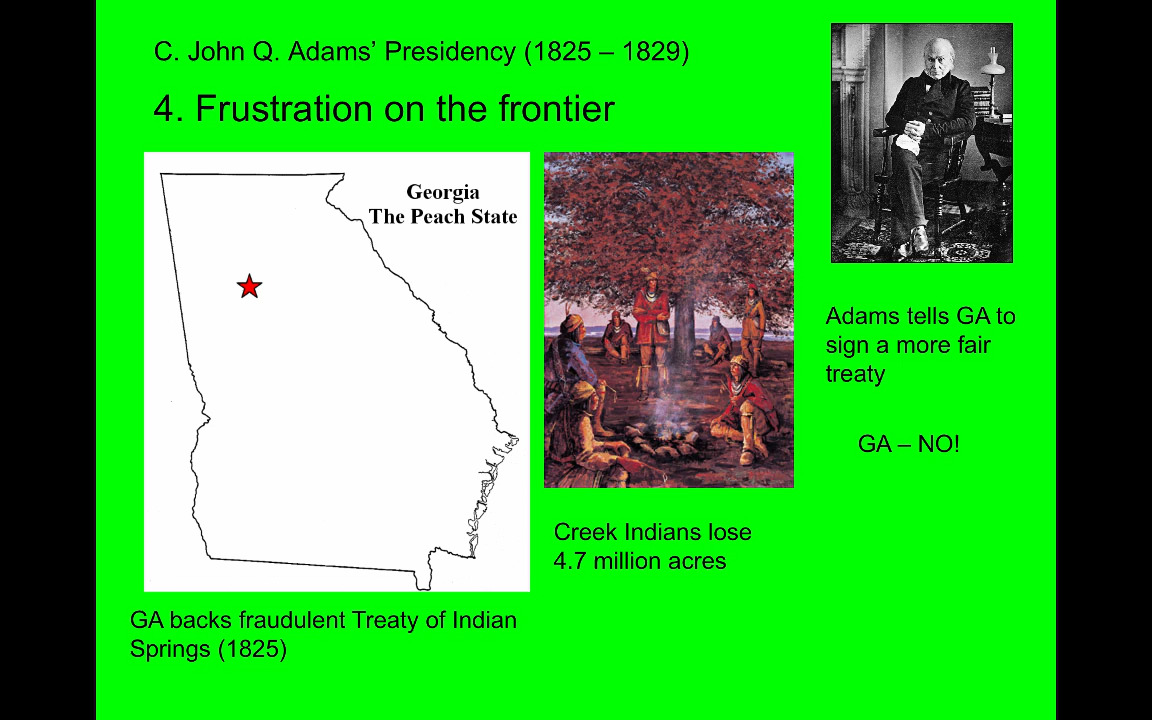 C. John Q. Adams’ Presidency (1825 – 1829)
4. Frustration on the frontier
Georgia
The Peach State
Adams tells GA to
sign a more fair
treaty
GA – NO!
Creek Indians lose
4.7 million acres
GA backs fraudulent Treaty of Indian
Springs (1825)